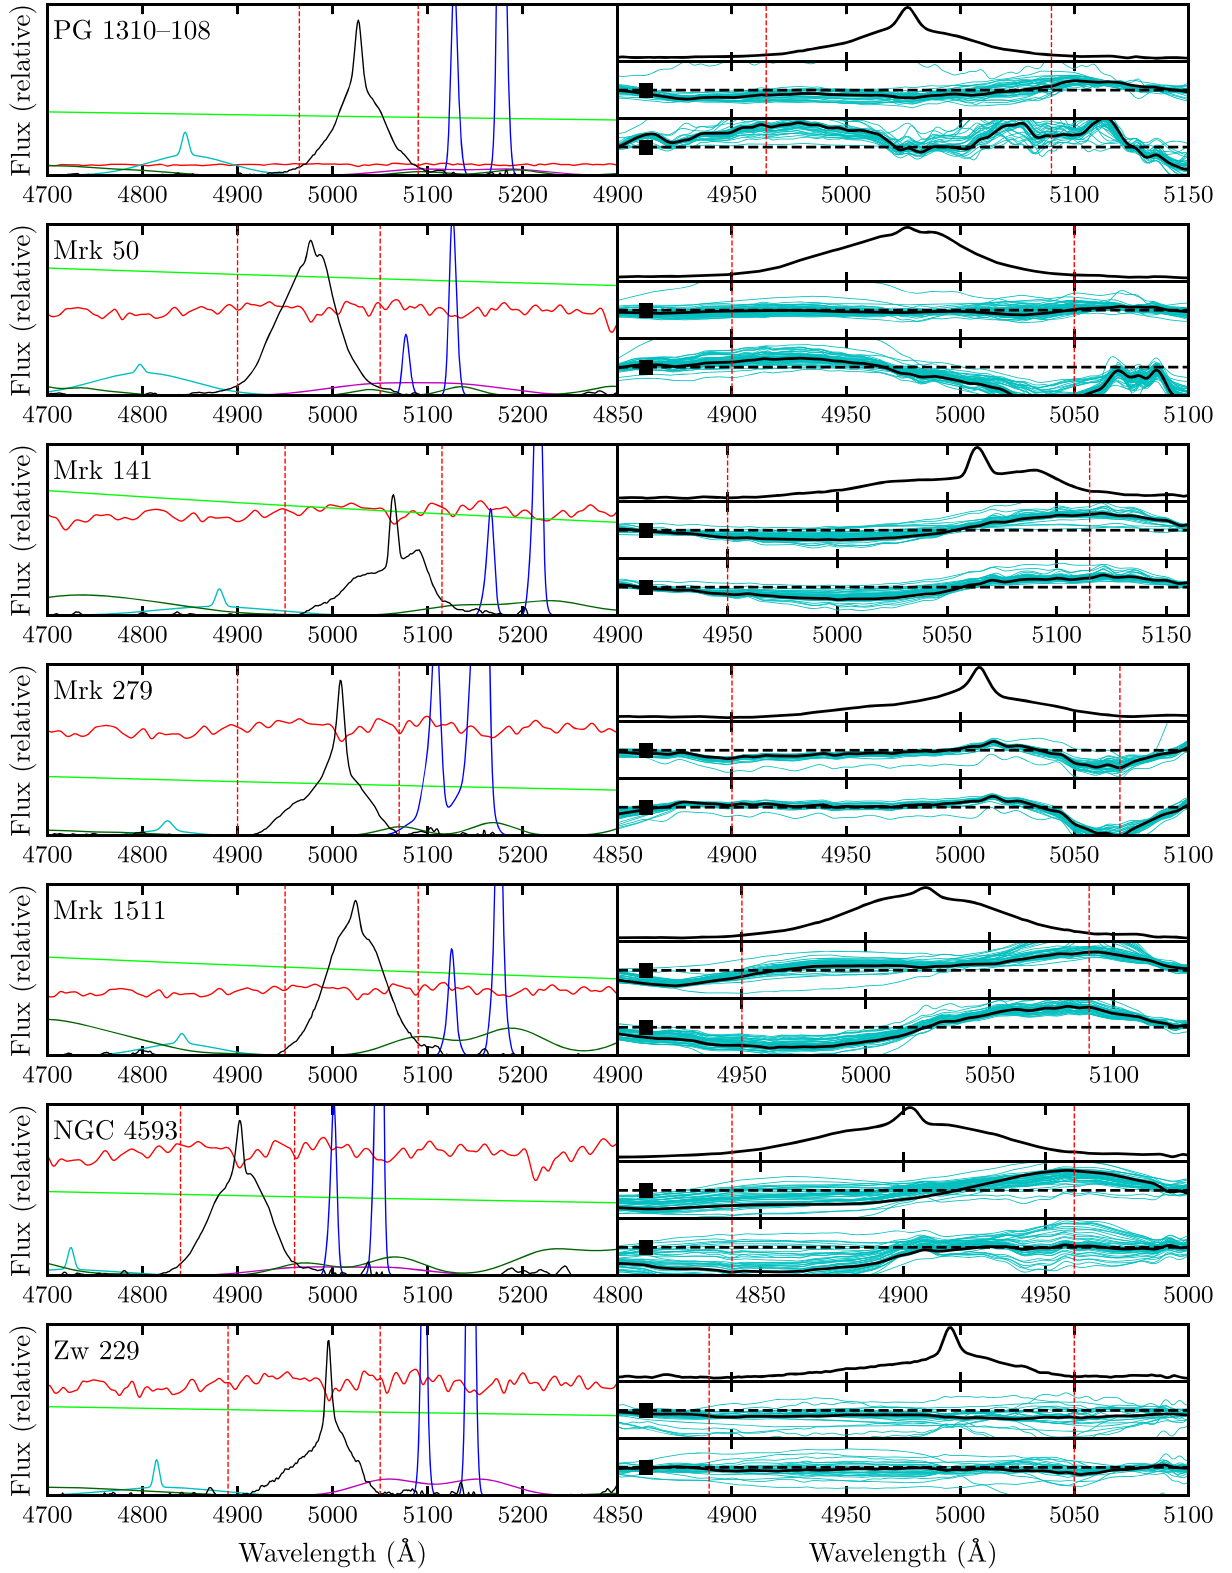 Flux (relative)
PG 1310–108
4700 4800 4900 5000 5100 5200 4900 4950 5000 5050 5100 5150
Flux (relative)
Mrk 50
4700 4800 4900 5000 5100 5200 4850 4900 4950 5000 5050 5100
Flux (relative)
Mrk 141
4700 4800 4900 5000 5100 5200 4900 4950 5000 5050 5100 5150
Flux (relative)
Mrk 279
4700 4800 4900 5000 5100 5200 4850 4900 4950 5000 5050 5100
Flux (relative)
Mrk 1511
4700 4800 4900 5000 5100 5200 4900 4950 5000 5050 5100
Flux (relative)
NGC 4593
4700 4800 4900 5000 5100 5200 4800 4850 4900 4950 5000
Flux (relative)
Zw 229
4700 4800 4900 5000 5100 5200 4850 4900 4950 5000 5050 5100
Wavelength (Å) Wavelength (Å)